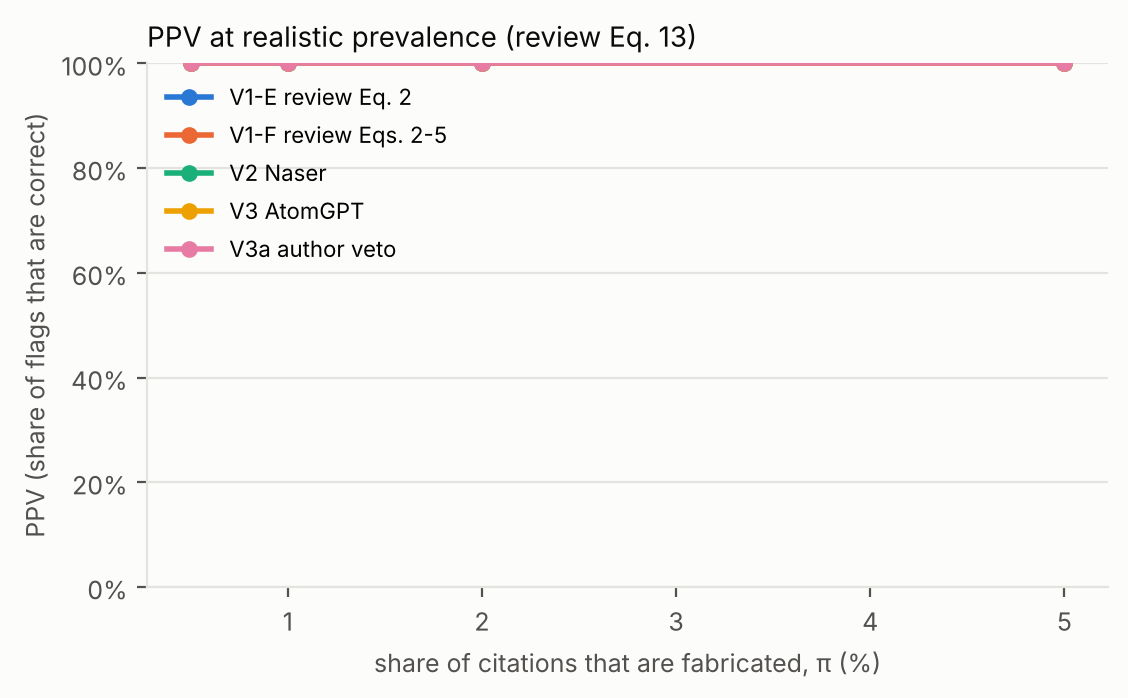 PPV at realistic prevalence (review Eq. 13)
PPV (share of flags that are correct)
100%
80%
60%
40%
20%
0%
V1-E review Eq. 2
V1-F review Eqs. 2-5
V2 Naser
V3 AtomGPT
V3a author veto
1 2 3 4 5
share of citations that are fabricated, π (%)